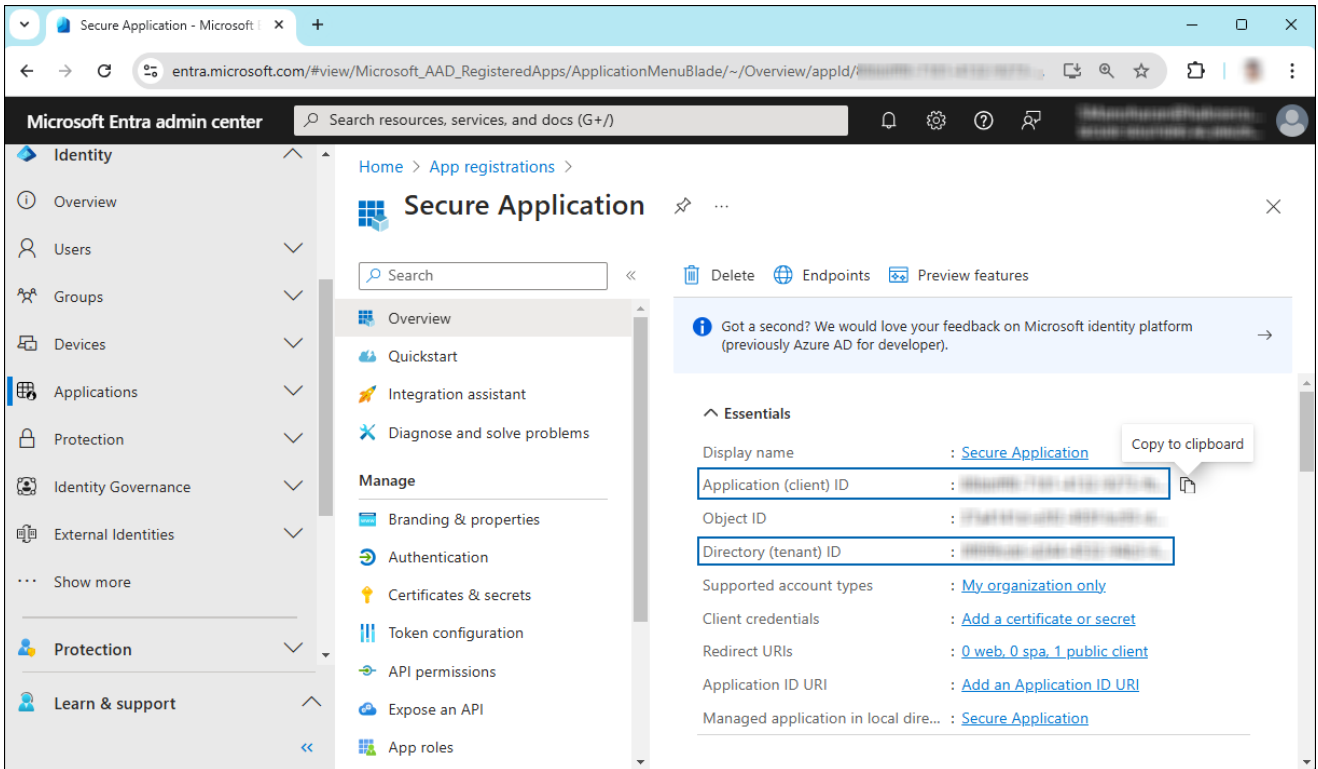 Secure Application - Microsoft E
entra.microsoft.com/#view/Microsoft_AAD_RegisteredApps/ApplicationMenuBlade/~/Overview/appId/
Microsoft Entra admin center
Search resources, services, and docs (G+/)
Identity
Overview
Users
Groups
Devices
Applications
Protection
Identity Governance
External Identities
Show more
Protection
Learn & support
Home > App registrations >
Secure Application
Search
Overview
Quickstart
Integration assistant
Diagnose and solve problems
Manage
Branding & properties
Authentication
Certificates & secrets
Token configuration
API permissions
Expose an API
App roles
Delete Endpoints Preview features
Got a second? We would love your feedback on Microsoft identity platform
(previously Azure AD for developer).
Essentials
Copy to clipboard
Display name : Secure Application
Application (client) ID :
Object ID :
Directory (tenant) ID :
Supported account types : My organization only
Client credentials : Add a certificate or secret
Redirect URIs : 0 web, 0 spa, 1 public client
Application ID URI : Add an Application ID URI
Managed application in local dire... : Secure Application